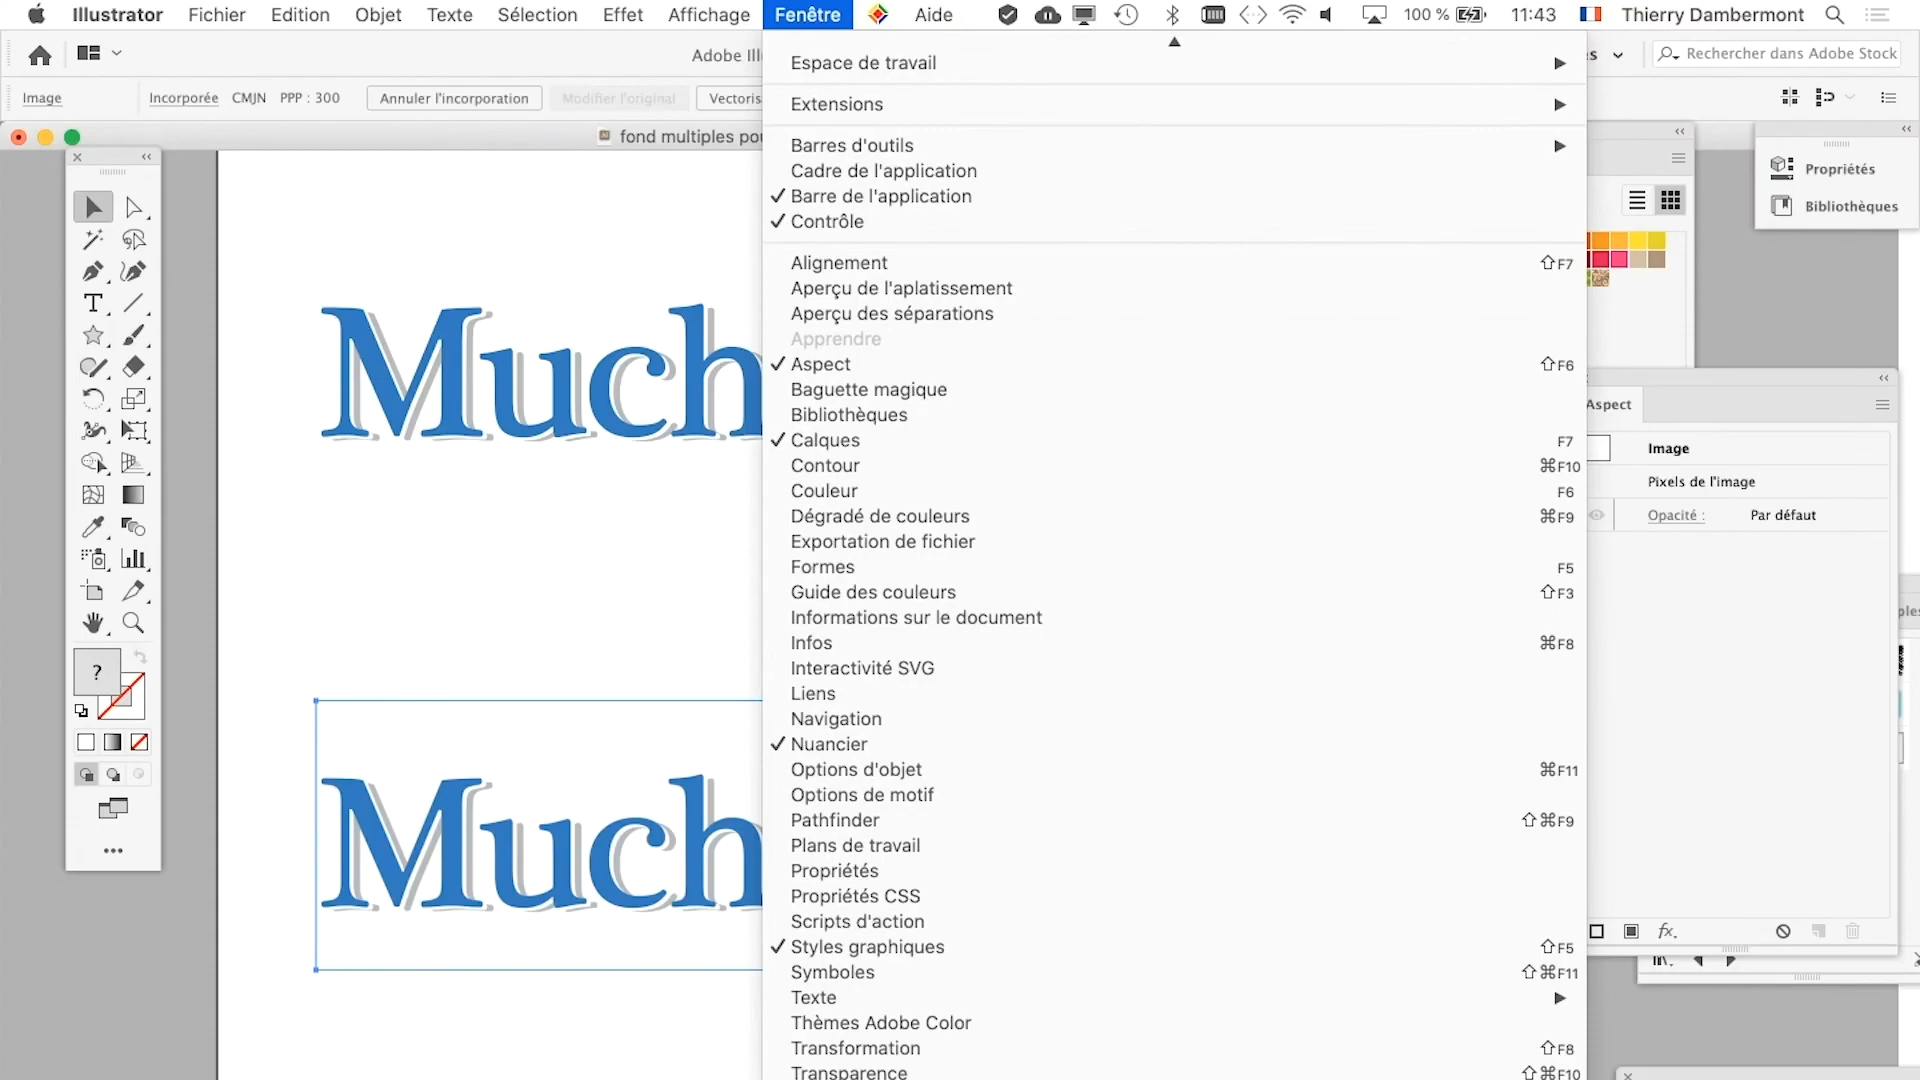 Illustrator Fichier Edition Objet Texte Sélection Effet Affichage Fenêtre Aide 100 % 11:43 Thierry Dambermont
Adobe Rechercher dans Adobe Stock
Image Incorporée CMJN PPP : 300 Annuler l'incorporation Modifier l'original
fond multiples
Espace de travail
Extensions
Barres d'outils
Cadre de l'application
✓ Barre de l'application
✓ Contrôle
Alignement ⇧F7
Aperçu de l'aplatissement
Aperçu des séparations
Apprendre
✓ Aspect ⇧F6
Baguette magique
Bibliothèques
✓ Calques F7
Contour ⌘F10
Couleur F6
Dégradé de couleurs ⌘F9
Exportation de fichier
Formes F5
Guide des couleurs ⇧F3
Informations sur le document
Infos ⌘F8
Interactivité SVG
Liens
Navigation
✓ Nuancier
Options d'objet ⌘F11
Options de motif
Pathfinder ⇧⌘F9
Plans de travail
Propriétés
Propriétés CSS
Scripts d'action
✓ Styles graphiques ⇧F5
Symboles ⇧⌘F11
Texte
Thèmes Adobe Color
Transformation ⇧F8
Transparence ⇧⌘F10
Much
Much
?
Propriétés
Bibliothèques
Aspect
Image
Pixels de l'image
Opacité : Par défaut
fx.